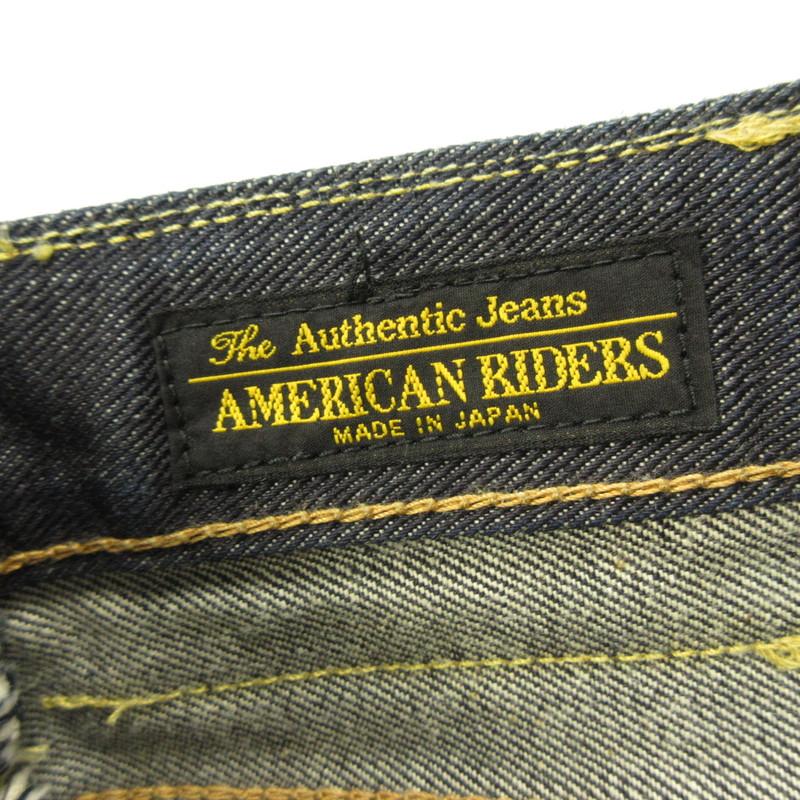 The Authentic Jeans
AMERICAN RIDERS
MADE IN JAPAN